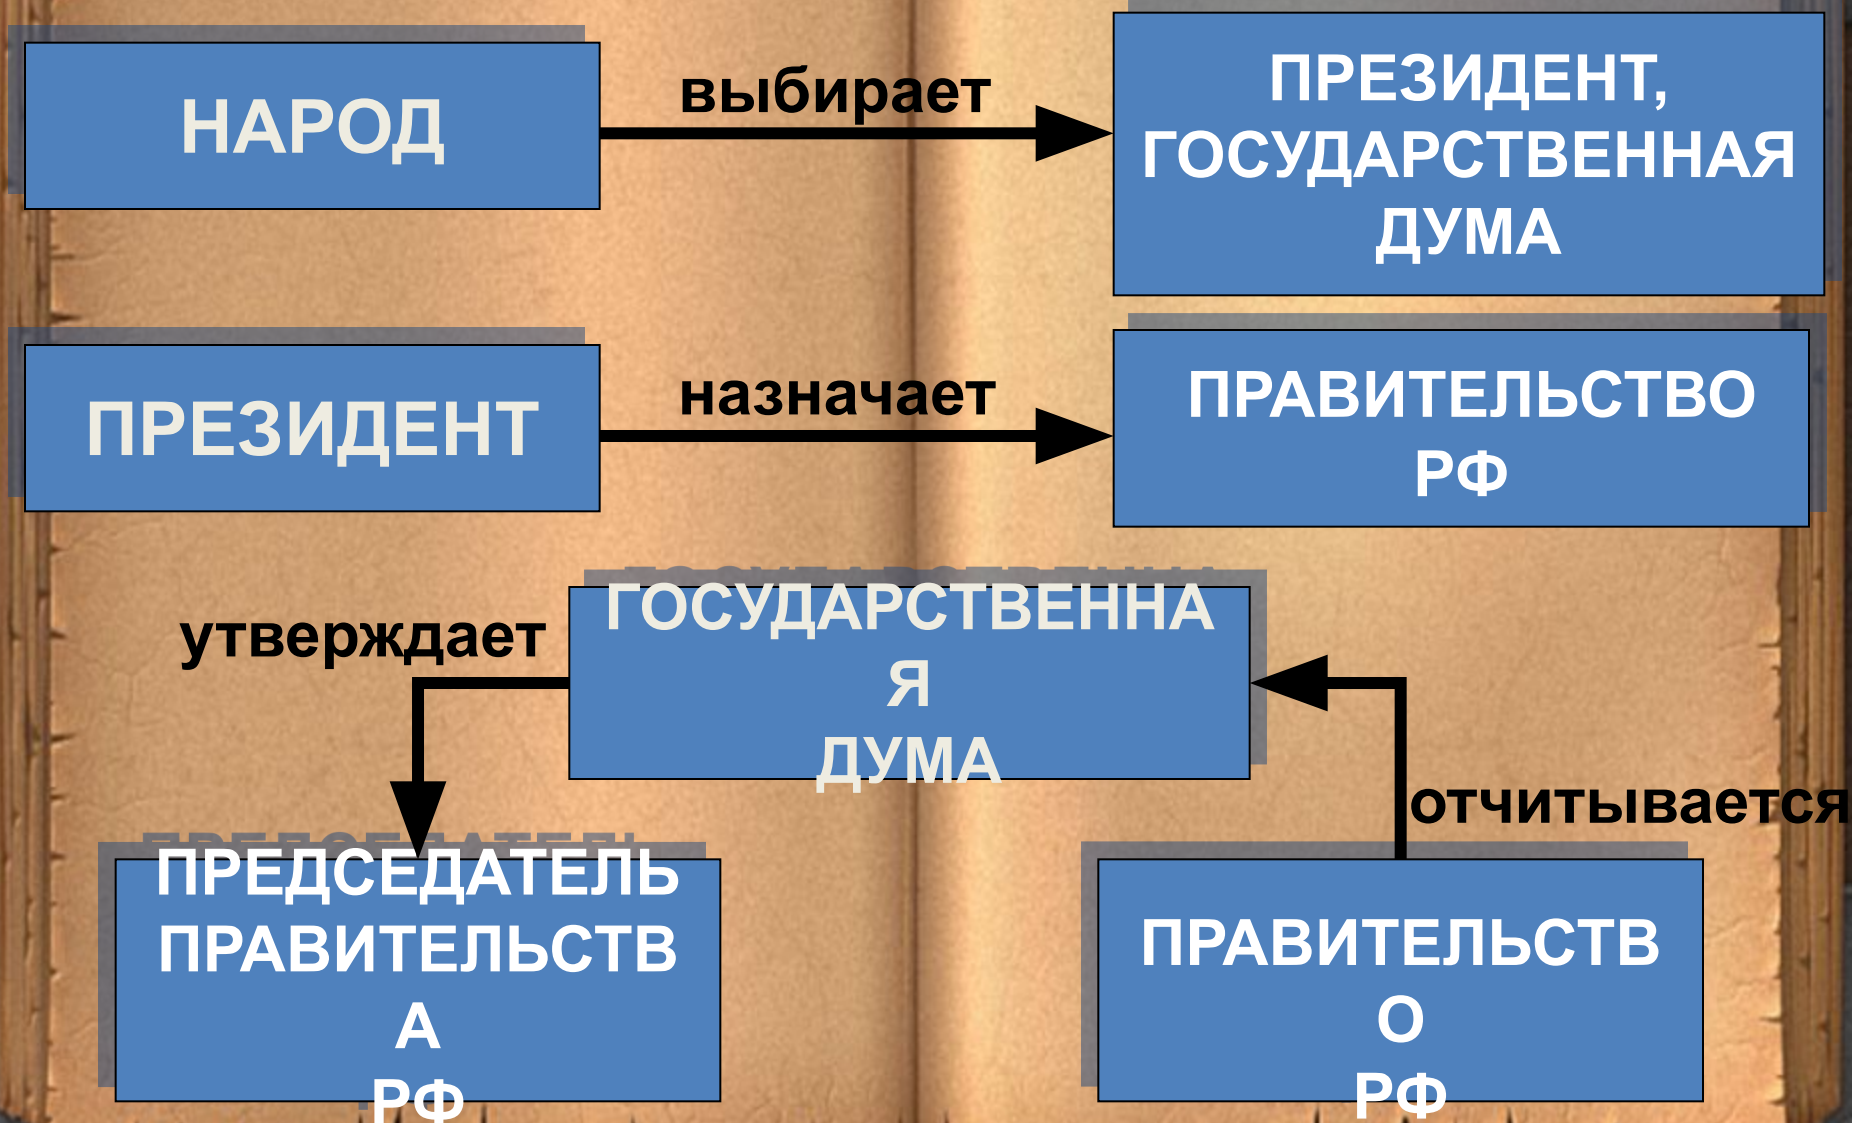 НАРОД
выбирает
ПРЕЗИДЕНТ,
ГОСУДАРСТВЕННАЯ
ДУМА
ПРЕЗИДЕНТ
назначает
ПРАВИТЕЛЬСТВО
РФ
утверждает
ГОСУДАРСТВЕННА
Я
ДУМА
отчитывается
ПРЕДСЕДАТЕЛЬ
ПРАВИТЕЛЬСТВ
А
РФ
ПРАВИТЕЛЬСТВ
О
РФ